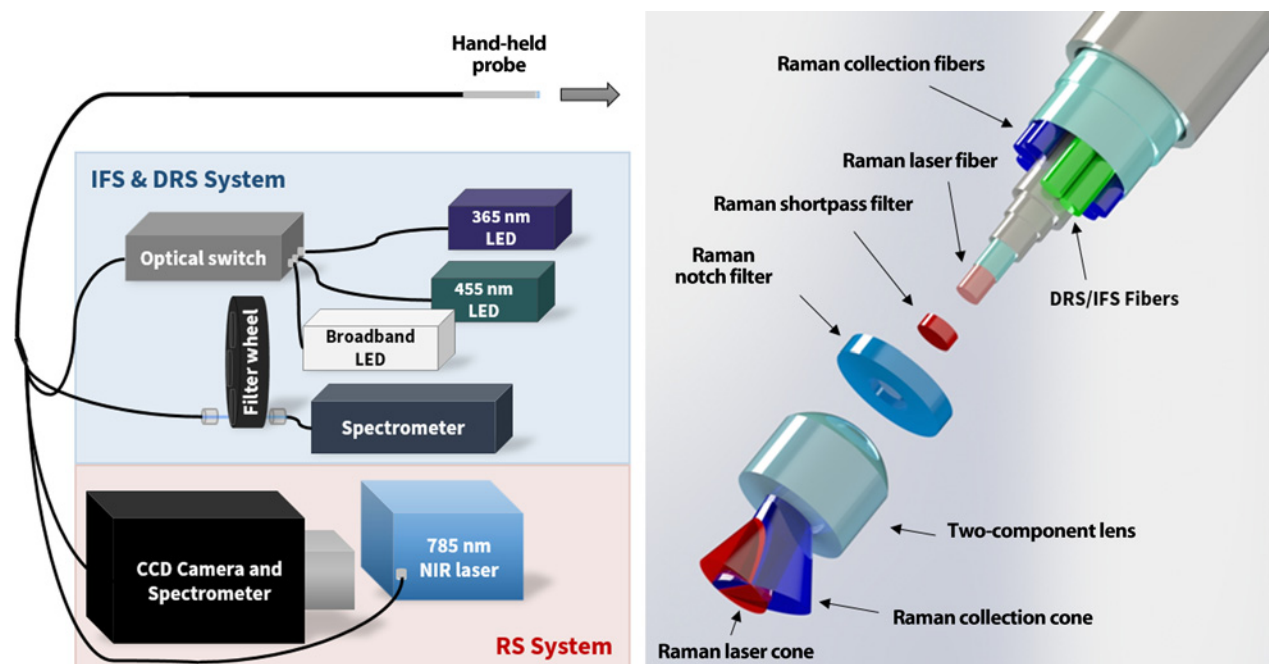 Hand-held
probe
IFS & DRS System
365 nm
LED
Optical switch
455 nm
LED
Broadband
LED
Filter wheel
Spectrometer
785 nm
NIR laser
CCD Camera and
Spectrometer
RS System
Raman collection fibers
Raman laser fiber
Raman shortpass filter
Raman
notch filter
DRS/IFS Fibers
Two-component lens
Raman collection cone
Raman laser cone